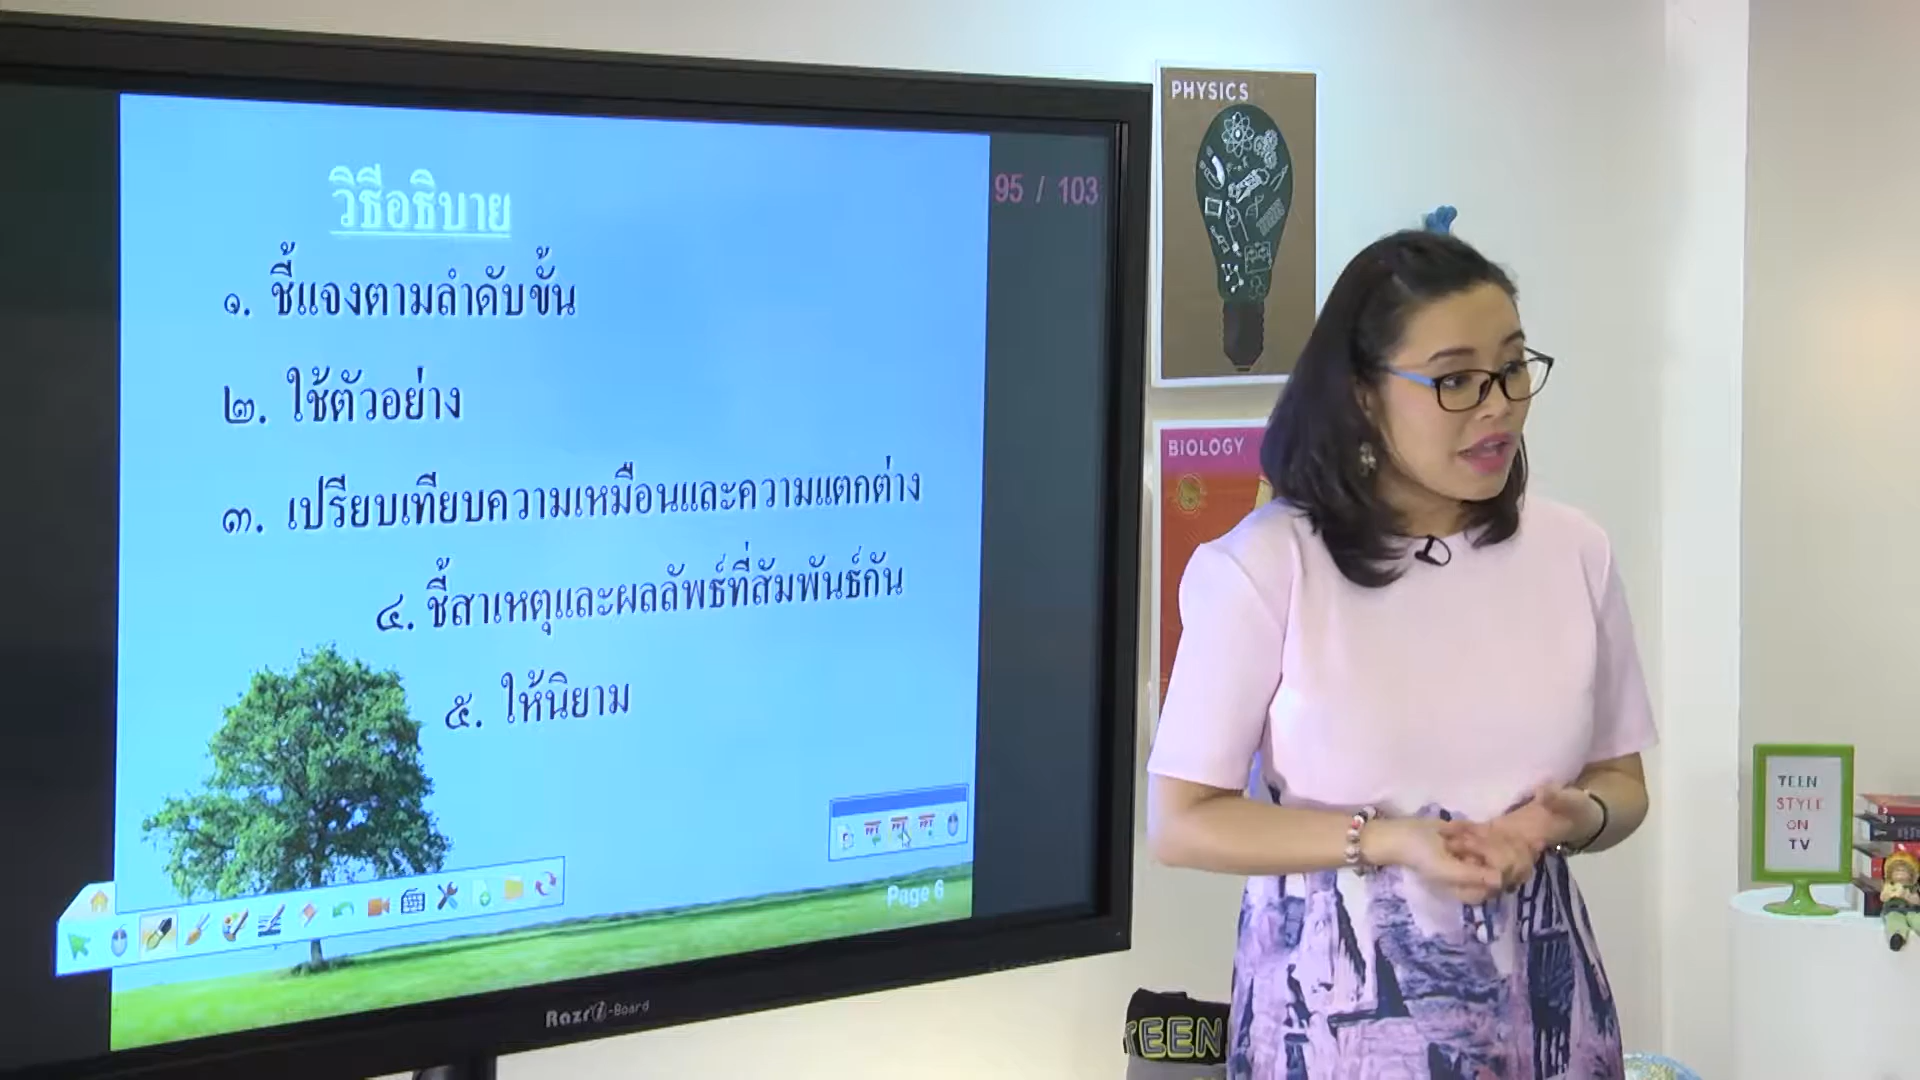 วิธีอธิบาย
๑. ชี้แจงตามลำดับขั้น
๒. ใช้ตัวอย่าง
๓. เปรียบเทียบความเหมือนและความแตกต่าง
๔. ชี้สาเหตุและผลลัพธ์ที่สัมพันธ์กัน
๕. ให้นิยาม
Page 6
95 / 103
Razr i-Board
PHYSICS
BIOLOGY
TEEN
STYLE
ON
TV
TEEN